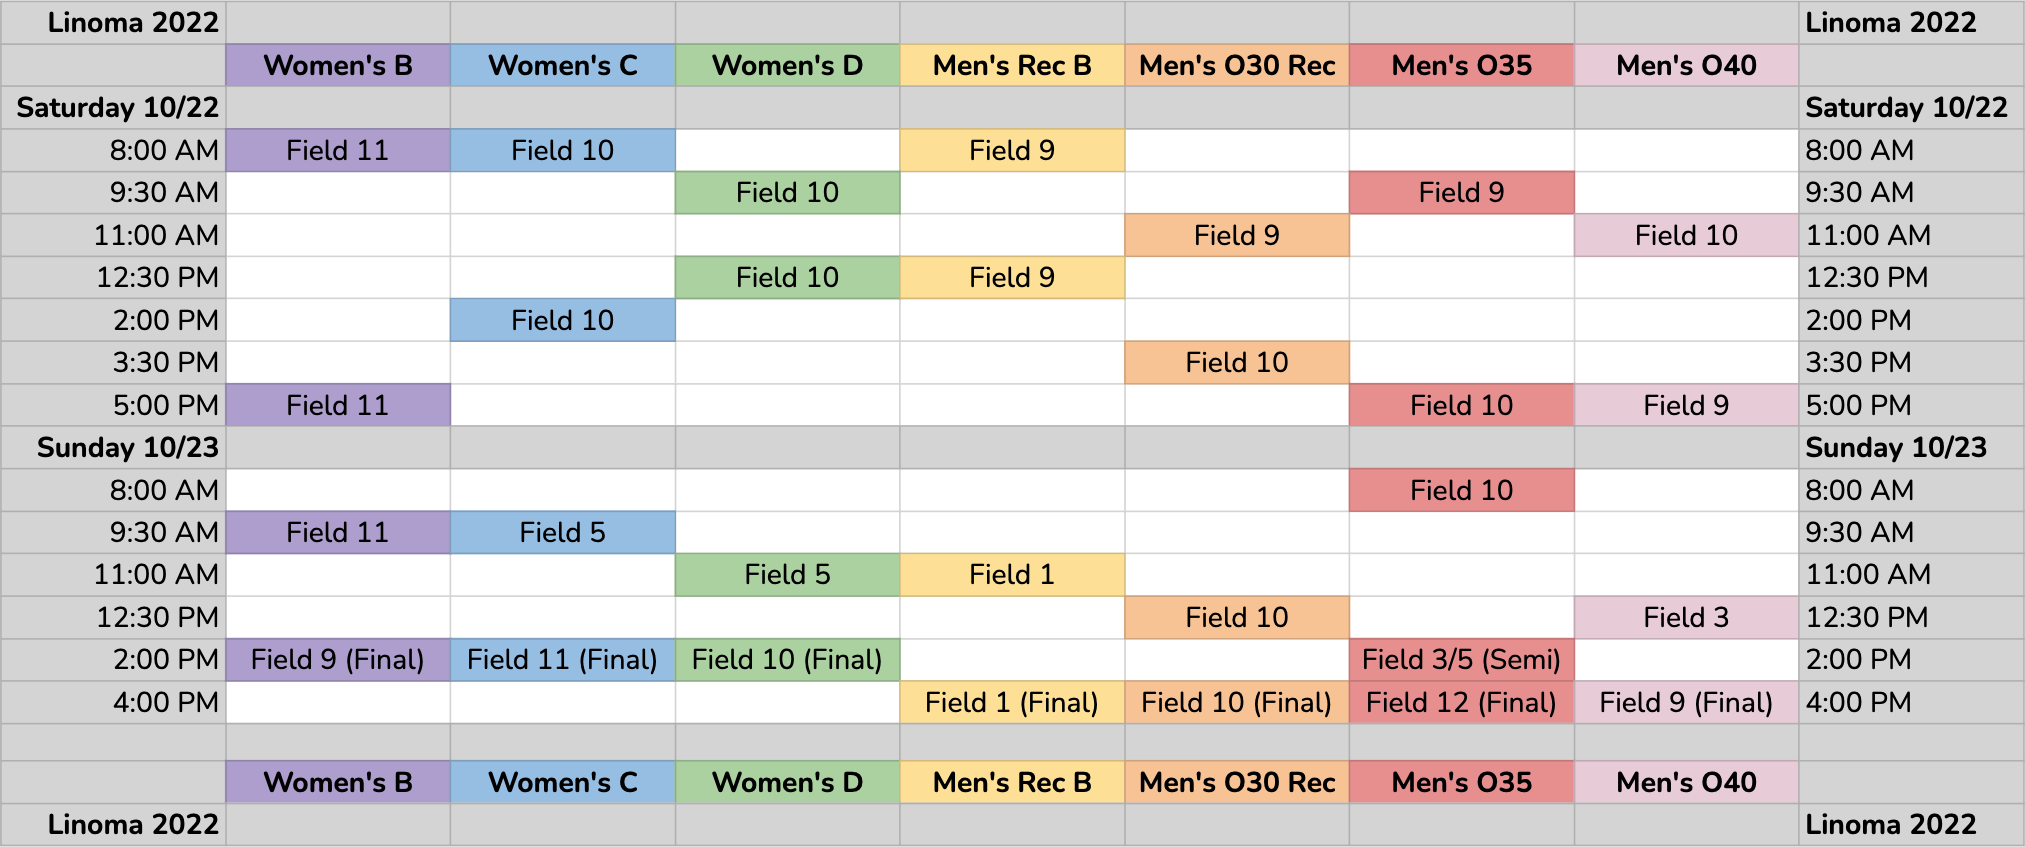 Linoma 2022 Linoma 2022
Women's B Women's C Women's D Men's Rec B Men's O30 Rec Men's O35 Men's O40
Saturday 10/22 Saturday 10/22
8:00 AM Field 11 Field 10 Field 9 8:00 AM
9:30 AM Field 10 Field 9 9:30 AM
11:00 AM Field 9 Field 10 11:00 AM
12:30 PM Field 10 Field 9 12:30 PM
2:00 PM Field 10 2:00 PM
3:30 PM Field 10 3:30 PM
5:00 PM Field 11 Field 10 Field 9 5:00 PM
Sunday 10/23 Sunday 10/23
8:00 AM Field 10 8:00 AM
9:30 AM Field 11 Field 5 9:30 AM
11:00 AM Field 5 Field 1 11:00 AM
12:30 PM Field 10 Field 3 12:30 PM
2:00 PM Field 9 (Final) Field 11 (Final) Field 10 (Final) Field 3/5 (Semi) 2:00 PM
4:00 PM Field 1 (Final) Field 10 (Final) Field 12 (Final) Field 9 (Final) 4:00 PM
Women's B Women's C Women's D Men's Rec B Men's O30 Rec Men's O35 Men's O40
Linoma 2022 Linoma 2022